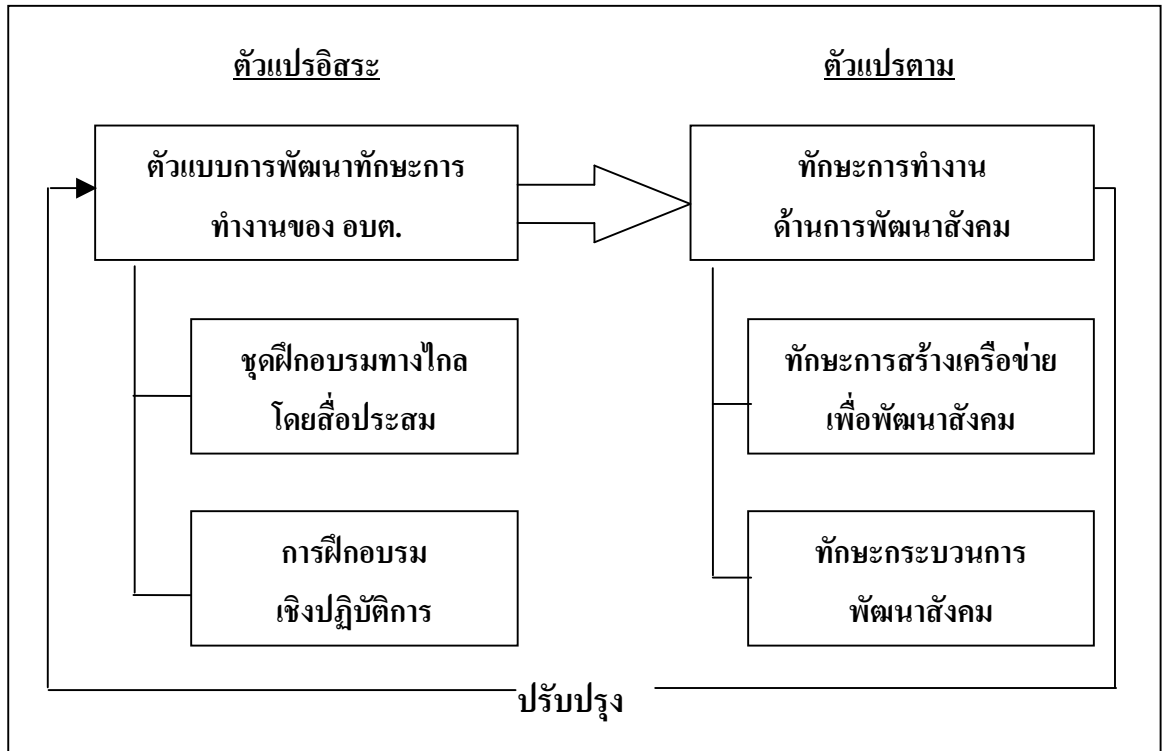 ตัวแปรอิสระ
ตัวแปรตาม
ตัวแบบการพัฒนาทักษะการ
ทำงานของ อบต.
ทักษะการทำงาน
ด้านการพัฒนาสังคม
ชุดฝึกอบรมทางไกล
โดยสื่อประสม
ทักษะการสร้างเครือข่าย
เพื่อพัฒนาสังคม
การฝึกอบรม
เชิงปฏิบัติการ
ทักษะกระบวนการ
พัฒนาสังคม
ปรับปรุง